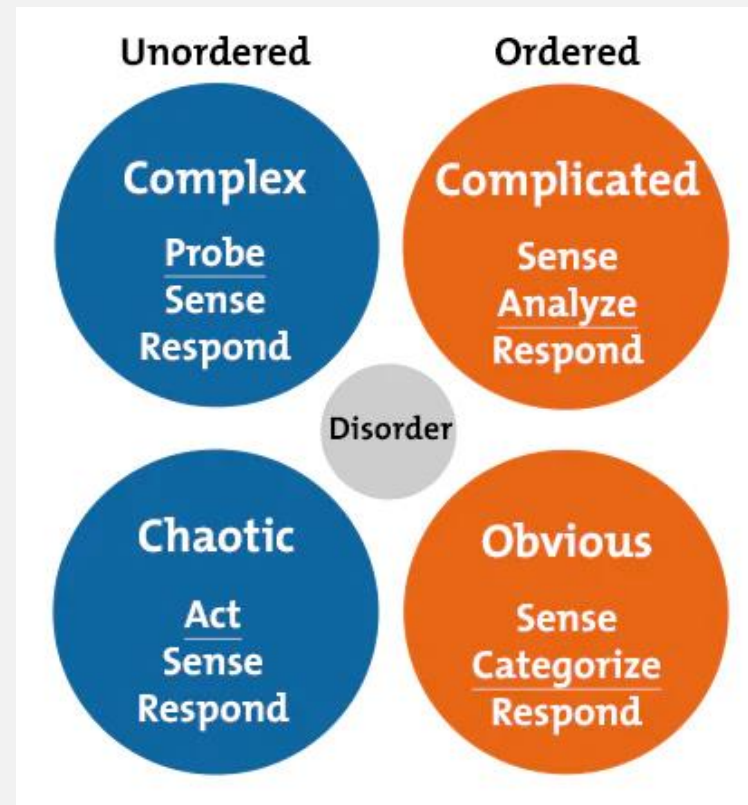 Unordered
Ordered
Complex
Probe
Sense
Respond
Complicated
Sense
Analyze
Respond
Disorder
Chaotic
Act
Sense
Respond
Obvious
Sense
Categorize
Respond